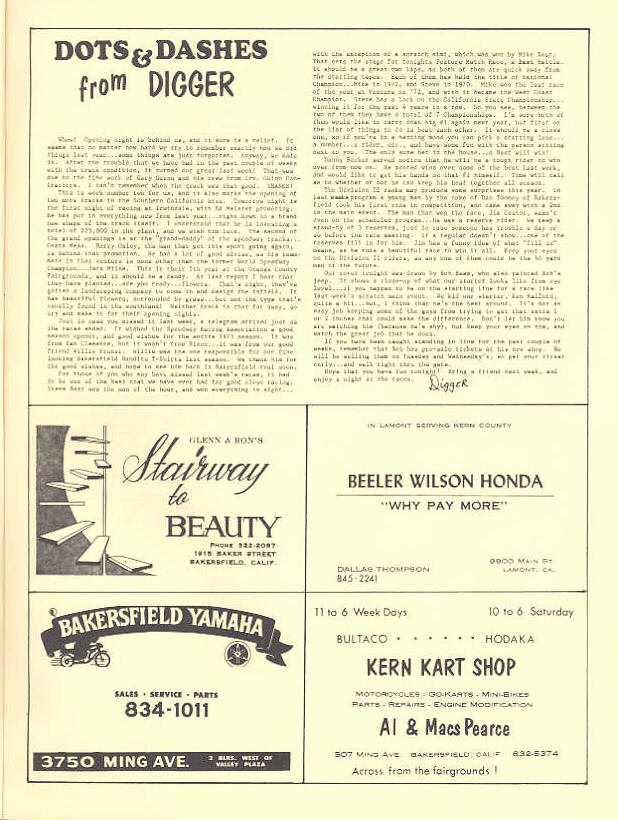 DOTS & DASHES
from DIGGER
Whew! Opening night is behind us, and it sure is a relief. It
seems that no matter how hard we try to remember exactly how we did
things last year...some things are just forgotten. Anyway, we made
it. After the trouble that we have had in the past couple of weeks
with the track condition, it turned out great last week! That was
due to the fine work of Gary Gunn and his crew from Irv. Guinn Con-
tractors. I can't remember when the track was that good. THANKS!
This is week number two for us, and it also marks the opening of
two more tracks in the Southern California area. Tomorrow night is
the first night of racing at Irwindale, with Ed promoting.
he has put in everything new from last year...right down to a brand
new shape of the track itself. I understand that he is investing a
total of $25,000 in the plant, and we wish him luck. The second of
the grand openings is at the "grand-daddy" of the speedway tracks...
Costa Mesa. Harry Oxley, the man that got this sport going again,
is behind that promotion. He had a lot of good advise, as his team-
mate in that venture is none other than the former World Speedway
Champion...Jack Milne. This is their 5th year at the Orange County
Fairgrounds, and it should be a dandy. At last report I hear that
they have planted...are you ready...flowers. That's right, they've
gotten a landscaping company to come in and design the infield. It
has beautiful flowers, surrounded by grass...but not the type that's
usually found in the southland! Neither track is that far away, so
try and make it for their opening nights.
Just in case you missed it last week, a telegram arrived just as
the races ended. It wished the Speedway Racing Association a good
season opener, and good wishes for the entire 1973 season. It was
from San Clemente, but it wasn't from Nixon...it was from our good
friend Willie Willie was the one responsible for our fine
looking Bakersfield Bandits T-Shirts last season. We thank him for
the good wishes, and hope to see him back in Bakersfield real soon.
For those of you who may have missed last week's races, it had
to be one of the best that we have ever had for good close racing.
Steve Bast was the man of the hour, and won everything in sight...
with the exception of a scratch event, which was won by Mike Bast.
That sets the stage for tonights Feature Match Race, a Bast battle.
It should be a great two laps, as both of them are quick away from
the starting tapes. Each of them has held the title of National
Champion...Mike in 1971, and Steve in 1970. Mike won the last race
of the year at Ventura in '72, and with it became the West Coast
Champion. Steve has a lock on the California State Championship...
winning it for the past 4 years in a row. So you see, between the
two of them they have a total of 7 Championships. I'm sure both of
them would like to carry that big #1 again next year, but first on
the list of things to do is beat each other. It should be a close
one, so if you're in a betting mood you can pick a starting lane...
a number...a rider, etc., and have some fun with the person sitting
next to you. The only sure bet is the house...a Bast will win!
Danny Becker served notice that he will be a tough rider to win
over from now on. He scored wins over some of the best last week,
and would like to get his hands on that #1 himself. Time will tell
as to whether or not he can keep his head together all season.
The Division II ranks may produce some surprises this year. In
last weeks program a young man by the name of Dan Toomey of Bakers-
field took his first ride in competition, and came away with a 2nd
in the main event. The man that won the race, Jim wasn't
even our scheduled program...he was a reserve rider. We keep a
stand-by of 3 reserves, just in case someone has trouble a day or
so before the race meeting. If a regular doesn't show...one of the
reserves fill in for him. Jim has a funny idea of what "fill in"
means, as he rode a beautiful race to win it all. Keep your eyes
on the Division II riders, as any one of them could be the 50 yard
men of the future.
Our cover tonight was drawn by Bob Bass, who also painted Bob's
jeep. It shows a close-up of what our starter looks like from eye
level...if you happen to be on the starting line for a race like
last week's scratch main event. We kid our starter, Ken Halford,
quite a bit...but, I think that he's the best around. It's not an
easy job keeping some of the guys from trying to get that extra 1
or 2 inches that could make the difference. Don't let him know you
are watching him (because he's shy), but keep your eyes on him, and
watch the great job that he does.
If you have been caught standing in line for the past couple of
weeks, remember that Bob has pre-sale tickets at his new shop. He
will be selling them on Tuesday and Wednesday's, so get your ticket
early...and walk right thru the gate.
Hope that you have fun tonight! Bring a friend next week, and
enjoy a night at the races.
Digger
GLENN & RON'S
Stairway
to
BEAUTY
PHONE 322-2087
1915 BAKER STREET
BAKERSFIELD, CALIF.
IN LAMONT SERVING KERN COUNTY
BEELER WILSON HONDA
"WHY PAY MORE"
DALLAS THOMPSON
845-2241
9900 MAIN ST.
LAMONT, CA.
BAKERSFIELD YAMAHA
SALES · SERVICE · PARTS
834-1011
3750 MING AVE.
2 BLKS. WEST OF
VALLEY PLAZA
11 to 6 Week Days 10 to 6 Saturday
BULTACO · · · · · · HODAKA
KERN KART SHOP
MOTORCYCLES - GO-KARTS - MINI-BIKES
PARTS - REPAIRS - ENGINE MODIFICATION
Al & Macs Pearce
507 MING AVE. BAKERSFIELD, CALIF. 832-5374
Across from the fairgrounds !